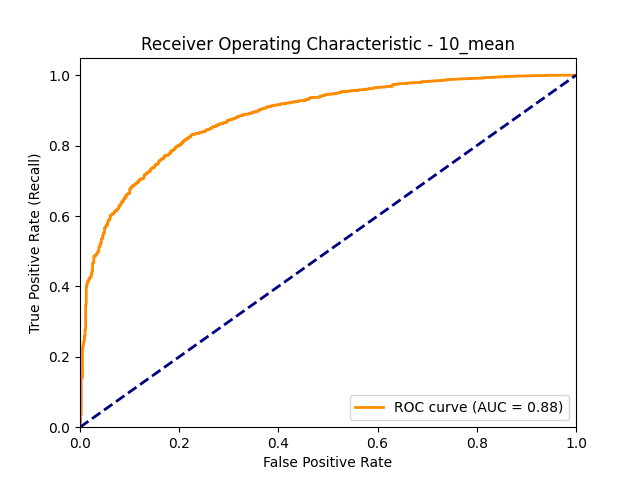 Receiver Operating Characteristic - 10_mean
True Positive Rate (Recall)
1.0
0.8
0.6
0.4
0.2
0.0
0.0 0.2 0.4 0.6 0.8 1.0
False Positive Rate
ROC curve (AUC = 0.88)